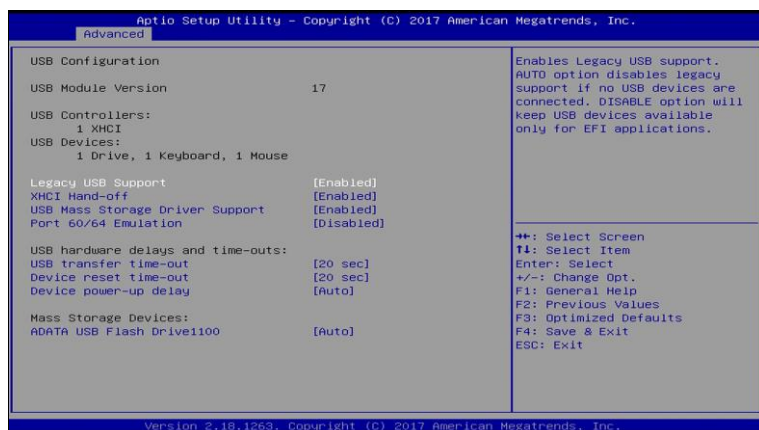 Aptio Setup Utility – Copyright (C) 2017 American Megatrends, Inc.
Advanced
USB Configuration
USB Module Version 17
USB Controllers:
1 XHCI
USB Devices:
1 Drive, 1 Keyboard, 1 Mouse
Legacy USB Support [Enabled]
XHCI Hand-off [Enabled]
USB Mass Storage Driver Support [Enabled]
Port 60/64 Emulation [Disabled]
USB hardware delays and time-outs:
USB transfer time-out [20 sec]
Device reset time-out [20 sec]
Device power-up delay [Auto]
Mass Storage Devices:
ADATA USB Flash Drive1100 [Auto]
Enables Legacy USB support.
AUTO option disables legacy
support if no USB devices are
connected. DISABLE option will
keep USB devices available
only for EFI applications.
→←: Select Screen
↑↓: Select Item
Enter: Select
+/-: Change Opt.
F1: General Help
F2: Previous Values
F3: Optimized Defaults
F4: Save & Exit
ESC: Exit
Version 2.18.1263. Copyright (C) 2017 American Megatrends, Inc.